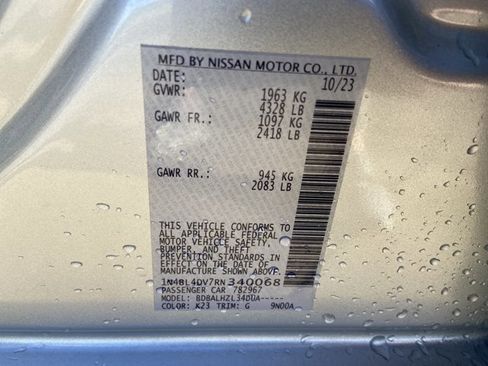 MFD BY NISSAN MOTOR CO., LTD.
DATE: 10/23
GVWR: 1963 KG
4328 LB
GAWR FR.: 1097 KG
2418 LB
GAWR RR.: 945 KG
2083 LB
THIS VEHICLE CONFORMS TO
ALL APPLICABLE FEDERAL
MOTOR VEHICLE SAFETY,
BUMPER, AND THEFT
PREVENTION STANDARDS IN
EFFECT ON THE DATE OF
MANUFACTURE SHOWN ABOVE.
1N4BL4DV7RN340068
PASSENGER CAR 782967
MODEL: BDBALHZL34DUA-----
COLOR: K23 TRIM: G 9N00A